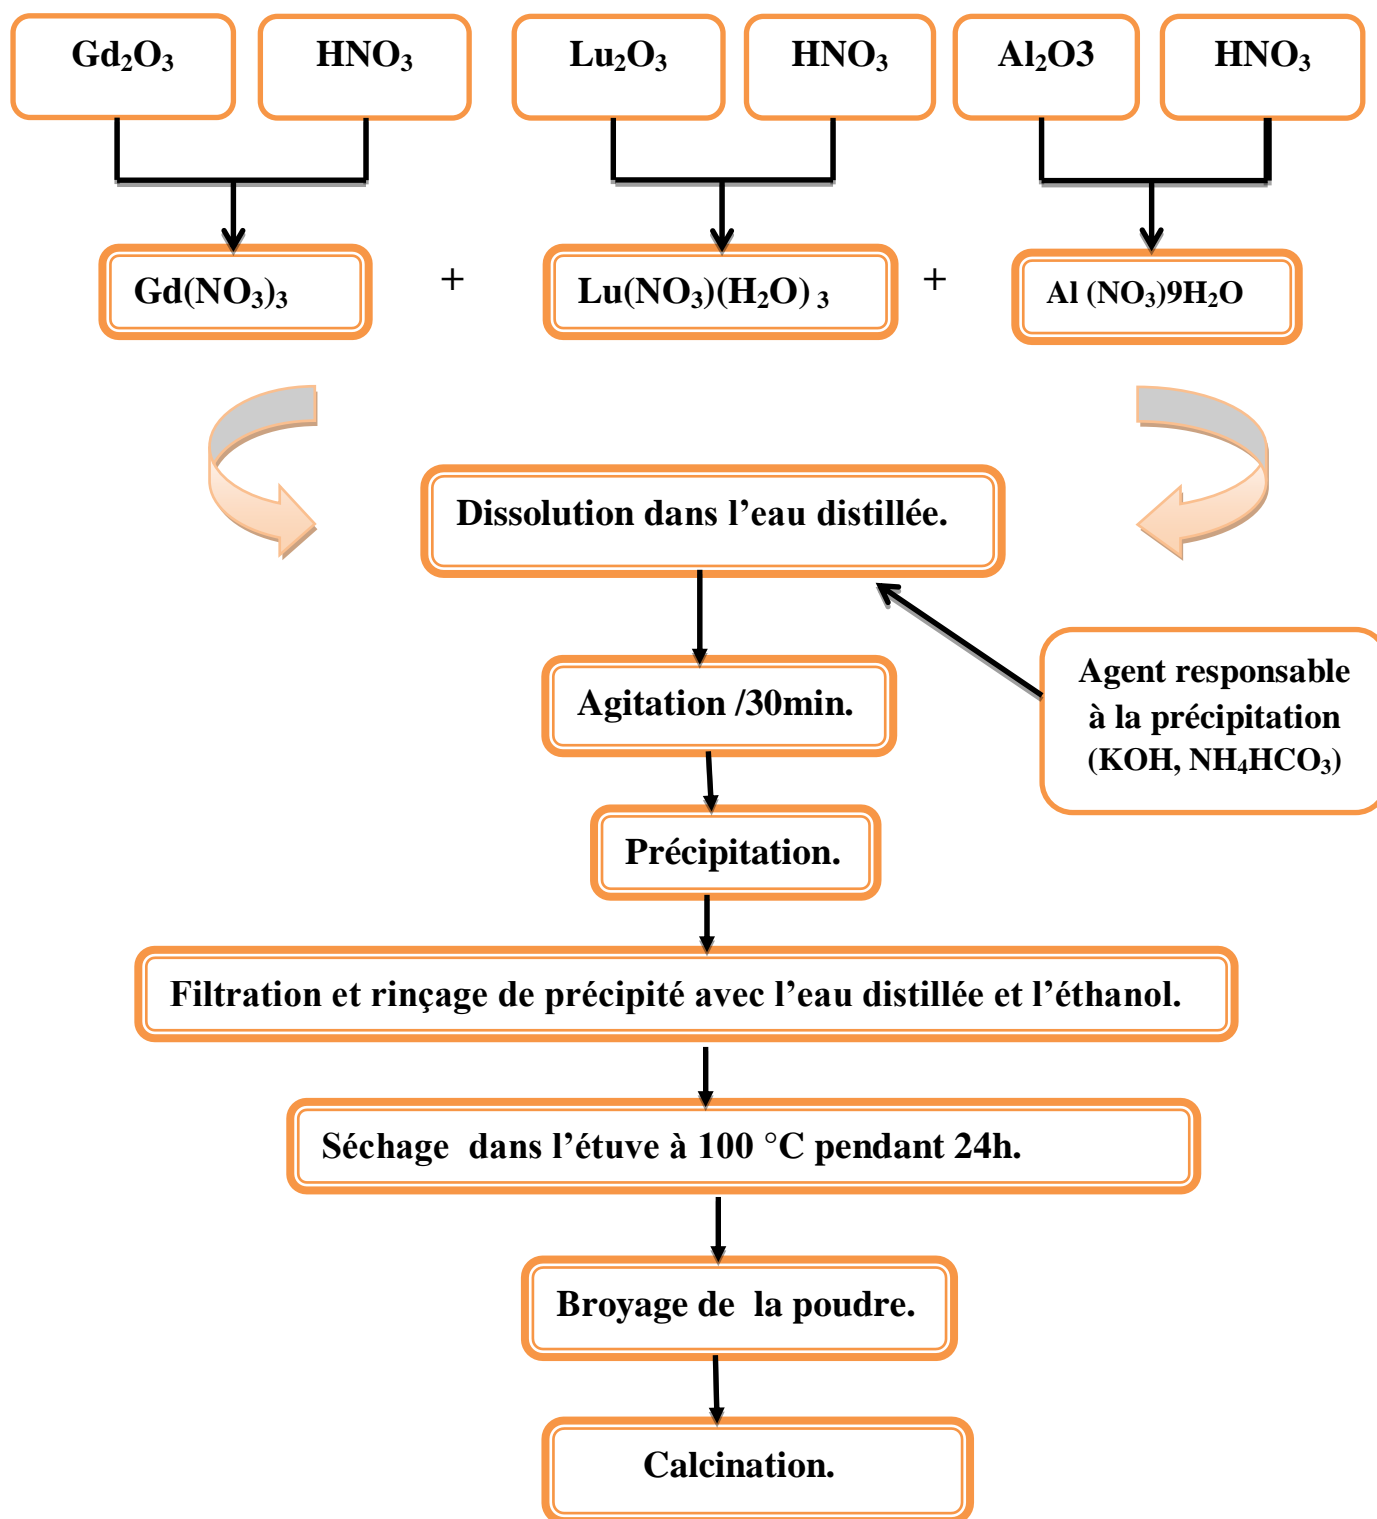 Gd₂O₃
HNO₃
Lu₂O₃
HNO₃
Al₂O3
HNO₃
Gd(NO₃)₃
+
Lu(NO₃)(H₂O) ₃
+
Al (NO₃)9H₂O
Dissolution dans l’eau distillée.
Agent responsable
à la précipitation
(KOH, NH₄HCO₃)
Agitation /30min.
Précipitation.
Filtration et rinçage de précipité avec l’eau distillée et l’éthanol.
Séchage  dans l’étuve à 100 °C pendant 24h.
Broyage de  la poudre.
Calcination.